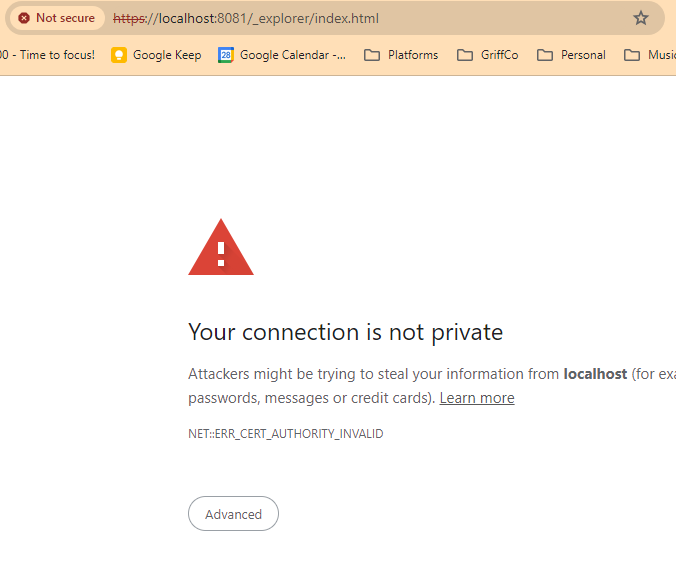 Not secure https://localhost:8081/_explorer/index.html
00 - Time to focus! Google Keep 28 Google Calendar -... Platforms GriffCo Personal Music
!
Your connection is not private
Attackers might be trying to steal your information from localhost (for exa
passwords, messages or credit cards). Learn more
NET::ERR_CERT_AUTHORITY_INVALID
Advanced